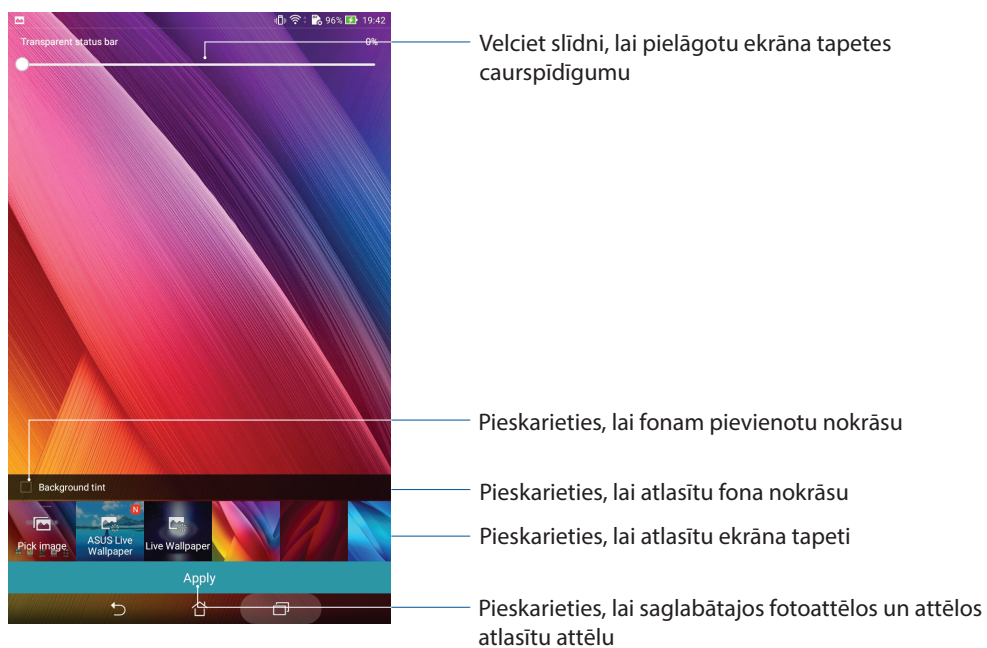 96% 19:42
Transparent status bar 0%
Velciet slīdni, lai pielāgotu ekrāna tapetes
caurspīdīgumu
Pieskarieties, lai fonam pievienotu nokrāsu
Background tint
Pieskarieties, lai atlasītu fona nokrāsu
N
Pick image
ASUS Live
Wallpaper
Live Wallpaper
Pieskarieties, lai atlasītu ekrāna tapeti
Apply
Pieskarieties, lai saglabātajos fotoattēlos un attēlos
atlasītu attēlu